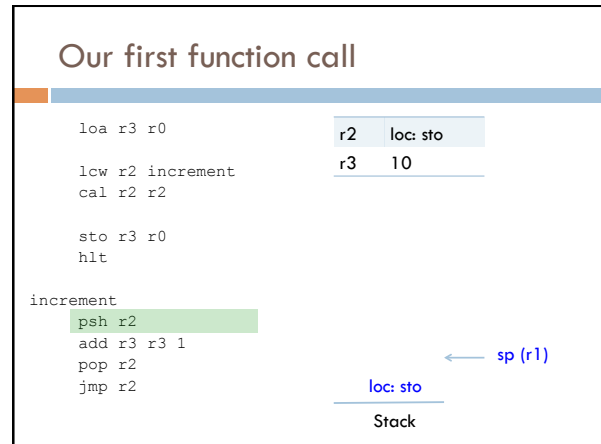 Our first function call
loa r3 r0
lcw r2 increment
cal r2 r2
sto r3 r0
hlt
increment
psh r2
add r3 r3 1
pop r2
jmp r2
r2 loc: sto
r3 10
sp (r1)
loc: sto
Stack